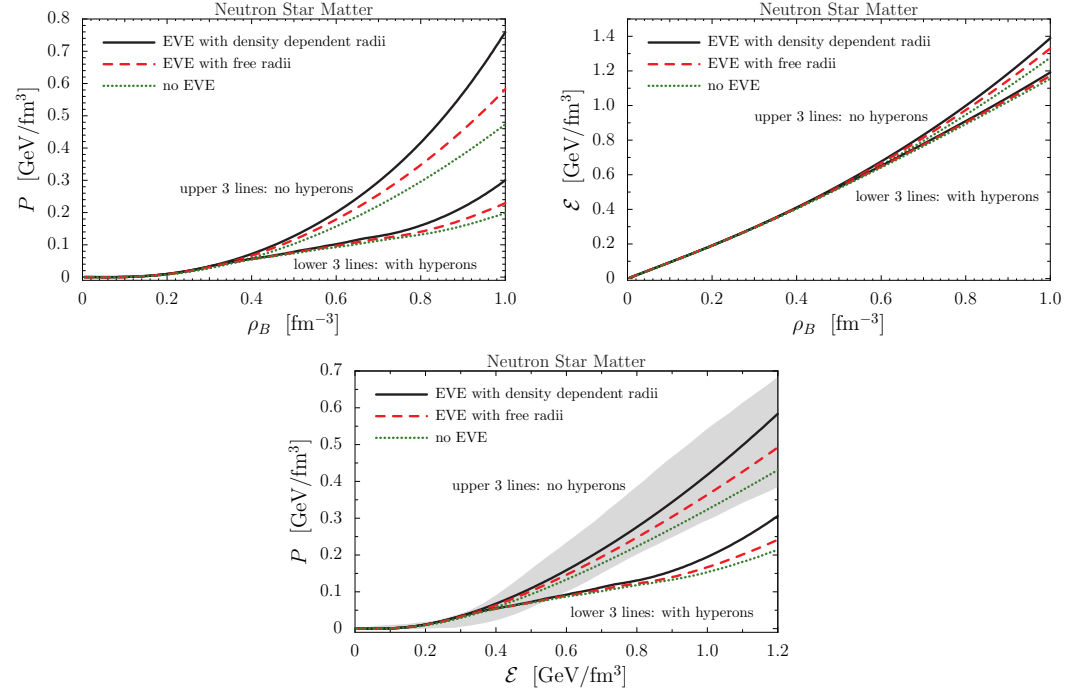 Neutron Star Matter
EVE with density dependent radii
EVE with free radii
no EVE
upper 3 lines: no hyperons
lower 3 lines: with hyperons
P [GeV/fm³]
0.8
0.7
0.6
0.5
0.4
0.3
0.2
0.1
0
0 0.2 0.4 0.6 0.8 1.0
ρ_B [fm⁻³]
Neutron Star Matter
EVE with density dependent radii
EVE with free radii
no EVE
upper 3 lines: no hyperons
lower 3 lines: with hyperons
ℰ [GeV/fm³]
1.4
1.2
1.0
0.8
0.6
0.4
0.2
0
0 0.2 0.4 0.6 0.8 1.0
ρ_B [fm⁻³]
Neutron Star Matter
EVE with density dependent radii
EVE with free radii
no EVE
upper 3 lines: no hyperons
lower 3 lines: with hyperons
P [GeV/fm³]
0.7
0.6
0.5
0.4
0.3
0.2
0.1
0
0 0.2 0.4 0.6 0.8 1.0 1.2
ℰ [GeV/fm³]